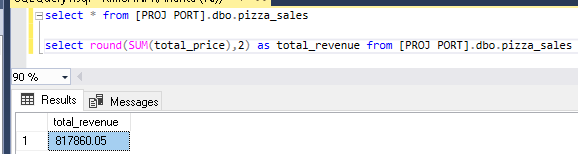 select * from [PROJ PORT].dbo.pizza_sales
select round(SUM(total_price),2) as total_revenue from [PROJ PORT].dbo.pizza_sales
90 %
Results Messages
total_revenue
1 817860.05